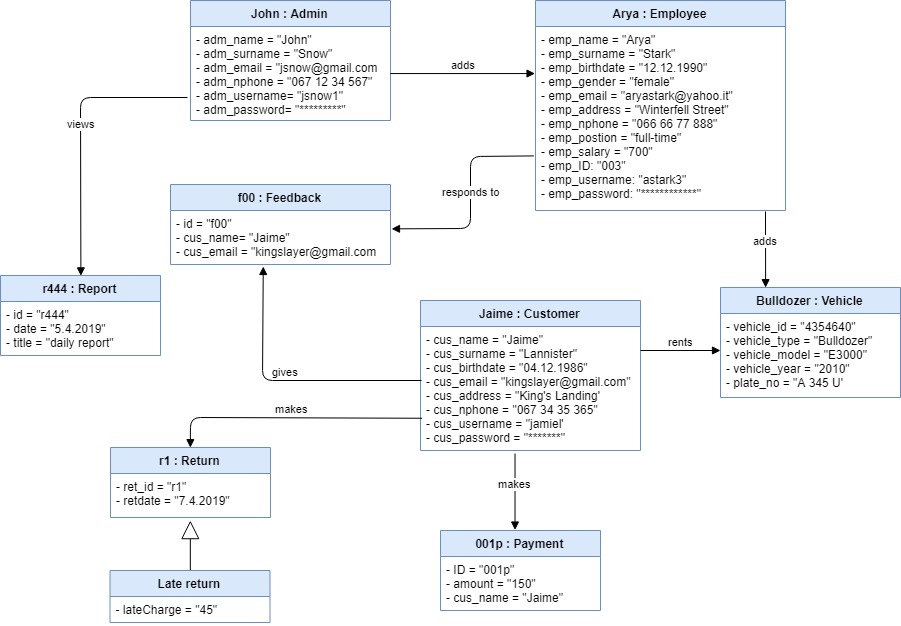 John : Admin
- adm_name = "John"
- adm_surname = "Snow"
- adm_email = "jsnow@gmail.com
- adm_nphone = "067 12 34 567"
- adm_username= "jsnow1"
- adm_password= "*********"
adds
Arya : Employee
- emp_name = "Arya"
- emp_surname = "Stark"
- emp_birthdate = "12.12.1990"
- emp_gender = "female"
- emp_email = "aryastark@yahoo.it"
- emp_address = "Winterfell Street"
- emp_nphone = "066 66 77 888"
- emp_postion = "full-time"
- emp_salary = "700"
- emp_ID: "003"
- emp_username: "astark3"
- emp_password: "************"
views
responds to
f00 : Feedback
- id = "f00"
- cus_name= "Jaime"
- cus_email = "kingslayer@gmail.com
adds
r444 : Report
- id = "r444"
- date = "5.4.2019"
- title = "daily report"
Jaime : Customer
- cus_name = "Jaime"
- cus_surname = "Lannister"
- cus_birthdate = "04.12.1986"
- cus_email = "kingslayer@gmail.com"
- cus_address = "King's Landing'
- cus_nphone = "067 34 35 365"
- cus_username = "jamiel'
- cus_password = "*******"
rents
Bulldozer : Vehicle
- vehicle_id = "4354640"
- vehicle_type = "Bulldozer"
- vehicle_model = "E3000"
- vehicle_year = "2010"
- plate_no = "A 345 U'
gives
makes
r1 : Return
- ret_id = "r1"
- retdate = "7.4.2019"
makes
001p : Payment
- ID = "001p"
- amount = "150"
- cus_name = "Jaime"
Late return
- lateCharge = "45"